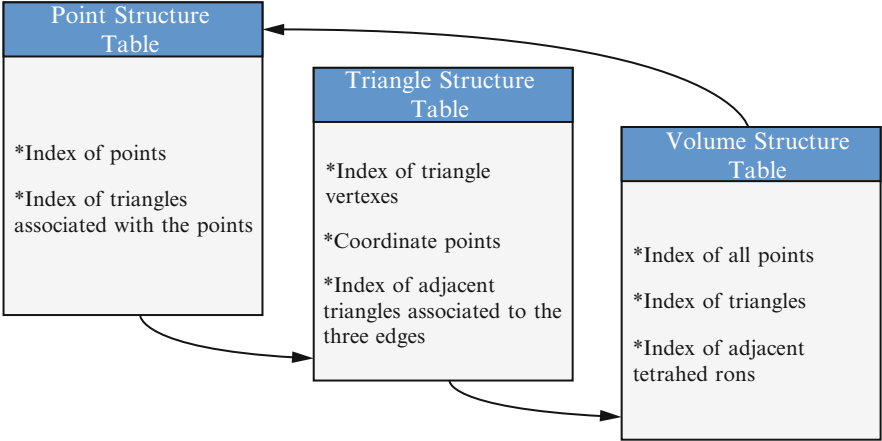 Point Structure
Table
*Index of points
*Index of triangles
associated with the points
Triangle Structure
Table
*Index of triangle
vertexes
*Coordinate points
*Index of adjacent
triangles associated to the
three edges
Volume Structure
Table
*Index of all points
*Index of triangles
*Index of adjacent
tetrahed rons